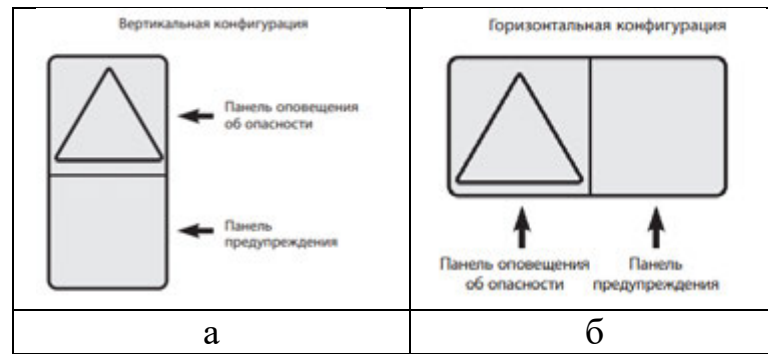 Вертикальная конфигурация
Панель оповещения
об опасности
Панель
предупреждения
а
Горизонтальная конфигурация
Панель оповещения
об опасности
Панель
предупреждения
б